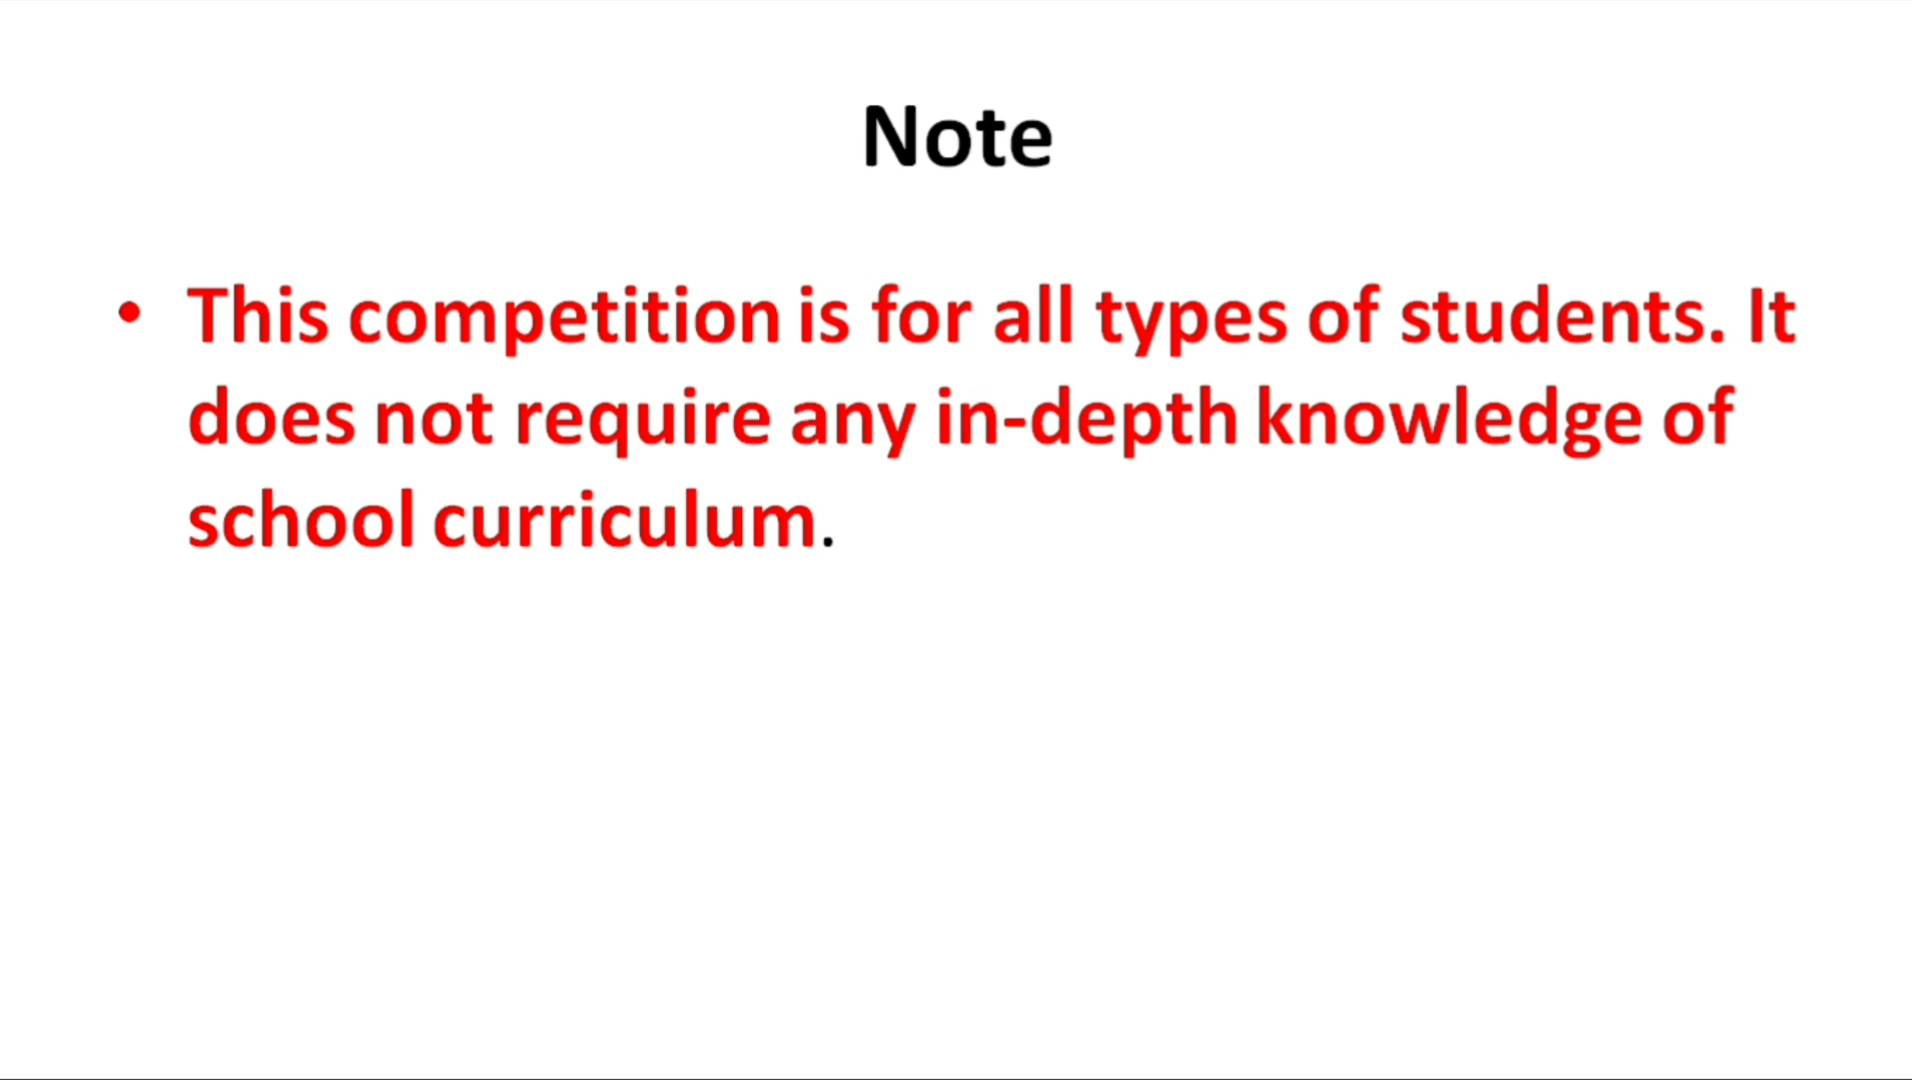 Note
• This competition is for all types of students. It
does not require any in-depth knowledge of
school curriculum.